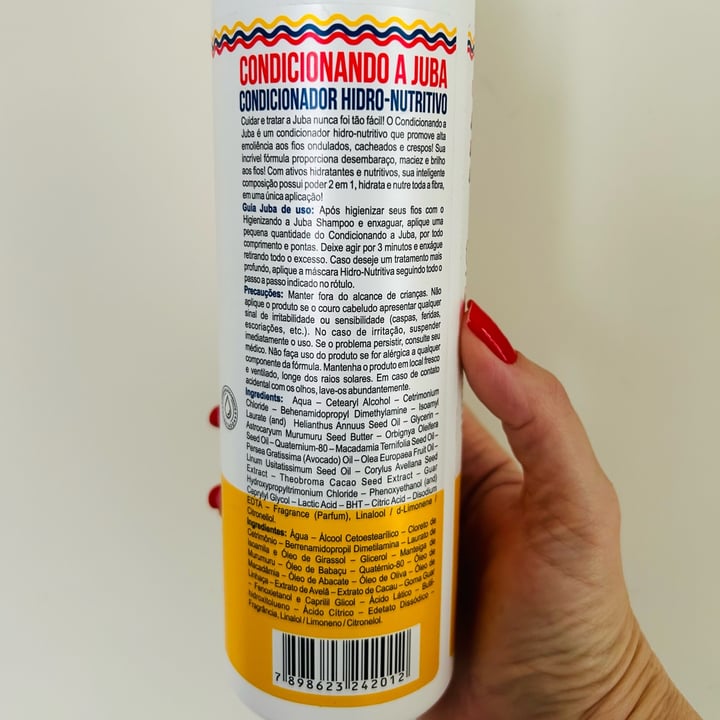 CONDICIONANDO A JUBA
CONDICIONADOR HIDRO-NUTRITIVO
Cuidar e tratar a Juba nunca foi tão fácil! O Condicionando a
Juba é um condicionador hidro-nutritivo que promove alta
emoliência aos fios ondulados, cacheados e crespos! Sua
incrível fórmula proporciona desembaraço, maciez e brilho
aos fios! Com ativos hidratantes e nutritivos, sua inteligente
composição possui poder 2 em 1, hidrata e nutre toda a fibra,
em uma única aplicação!
Guia Juba de uso: Após higienizar seus fios com o
Higienizando a Juba Shampoo e enxaguar, aplique uma
pequena quantidade do Condicionando a Juba, por todo
comprimento e pontas. Deixe agir por 3 minutos e enxágue
retirando todo o excesso. Caso deseje um tratamento mais
profundo, aplique a máscara Hidro-Nutritiva seguindo todo o
passo a passo indicado no rótulo.
Precauções: Manter fora do alcance de crianças. Não
aplique o produto se o couro cabeludo apresentar qualquer
sinal de irritabilidade ou sensibilidade (caspas, feridas,
escoriações, etc.). No caso de irritação, suspender
imediatamente o uso. Se o problema persistir, consulte seu
médico. Não faça uso do produto se for alérgica a qualquer
componente da fórmula. Mantenha o produto em local fresco
e ventilado, longe dos raios solares. Em caso de contato
acidental com os olhos, lave-os abundantemente.
Ingredients: Aqua – Cetearyl Alcohol – Cetrimonium
Chloride – Behenamidopropyl Dimethylamine – Isoamyl
Laurate (and) Helianthus Annuus Seed Oil – Glycerin –
Astrocaryum Murumuru Seed Butter – Orbignya Oleifera
Seed Oil – Quaternium-80 – Macadamia Ternifolia Seed Oil –
Persea Gratissima (Avocado) Oil – Olea Europaea Fruit Oil –
Linum Usitatissimum Seed Oil – Corylus Avellana Seed
Extract – Theobroma Cacao Seed Extract – Guar
Hydroxypropyltrimonium Chloride – Phenoxyethanol (and)
Caprylyl Glycol – Lactic Acid – BHT – Citric Acid – Disodium
EDTA – Fragrance (Parfum), Linalool / d-Limonene /
Citronellol.
Ingredientes: Água – Álcool Cetoestearílico – Cloreto de
Cetrimônio – Berrenamidopropil Dimetilamina – Laurato de
Isoamila e Óleo de Girassol – Glicerol – Manteiga de
Murumuru – Óleo de Babaçu – Quatérnio-80 – Óleo de
Macadâmia – Óleo de Abacate – Óleo de Oliva – Óleo de
Linhaça – Extrato de Avelã – Extrato de Cacau – Goma Guar
– Fenoxietanol e Caprilil Glicol – Ácido Lático – Butil-
hidroxitolueno – Ácido Cítrico – Edetato Dissódico –
Fragrância, Linalol / Limoneno / Citronelol.
7 898623 242012